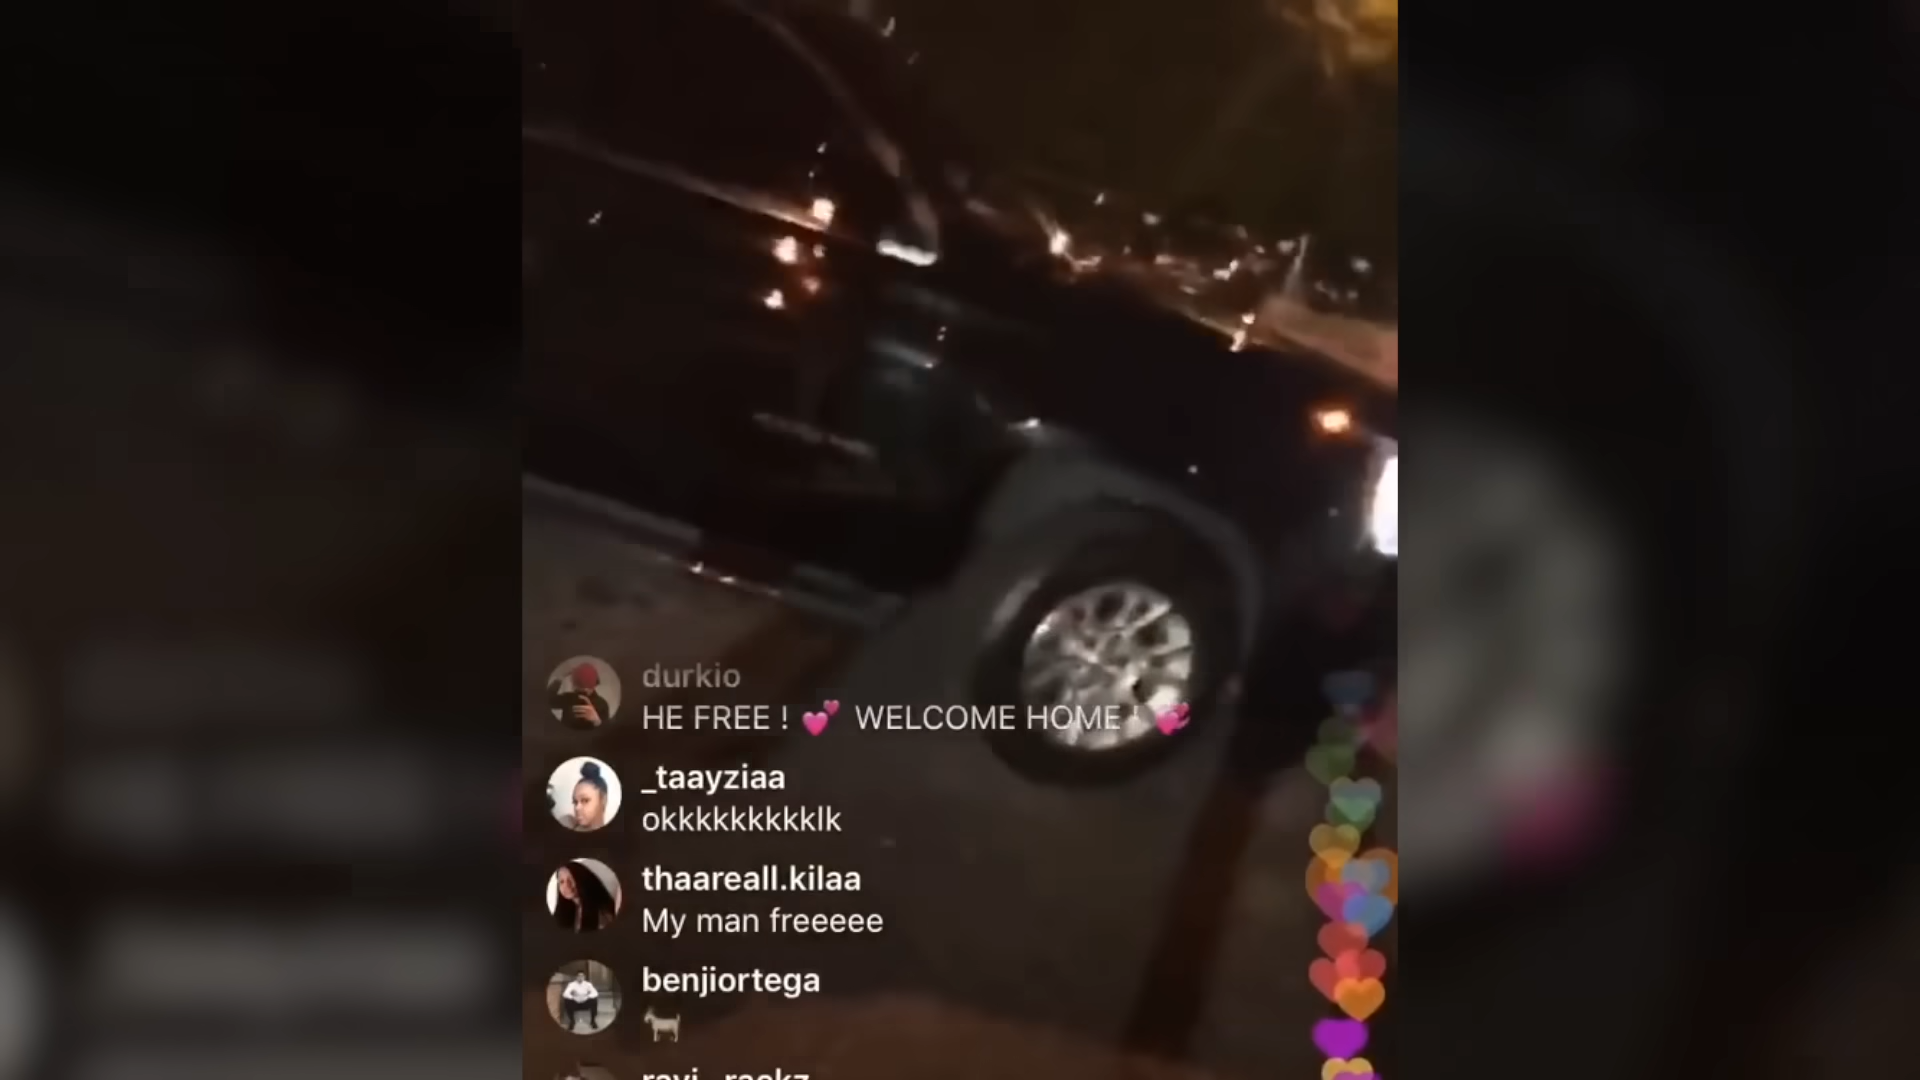 durkio
HE FREE ! 💕 WELCOME HOME ! 💞
_taayziaa
okkkkkkkkklk
thaareall.kilaa
My man freeeee
benjiortega
🐐